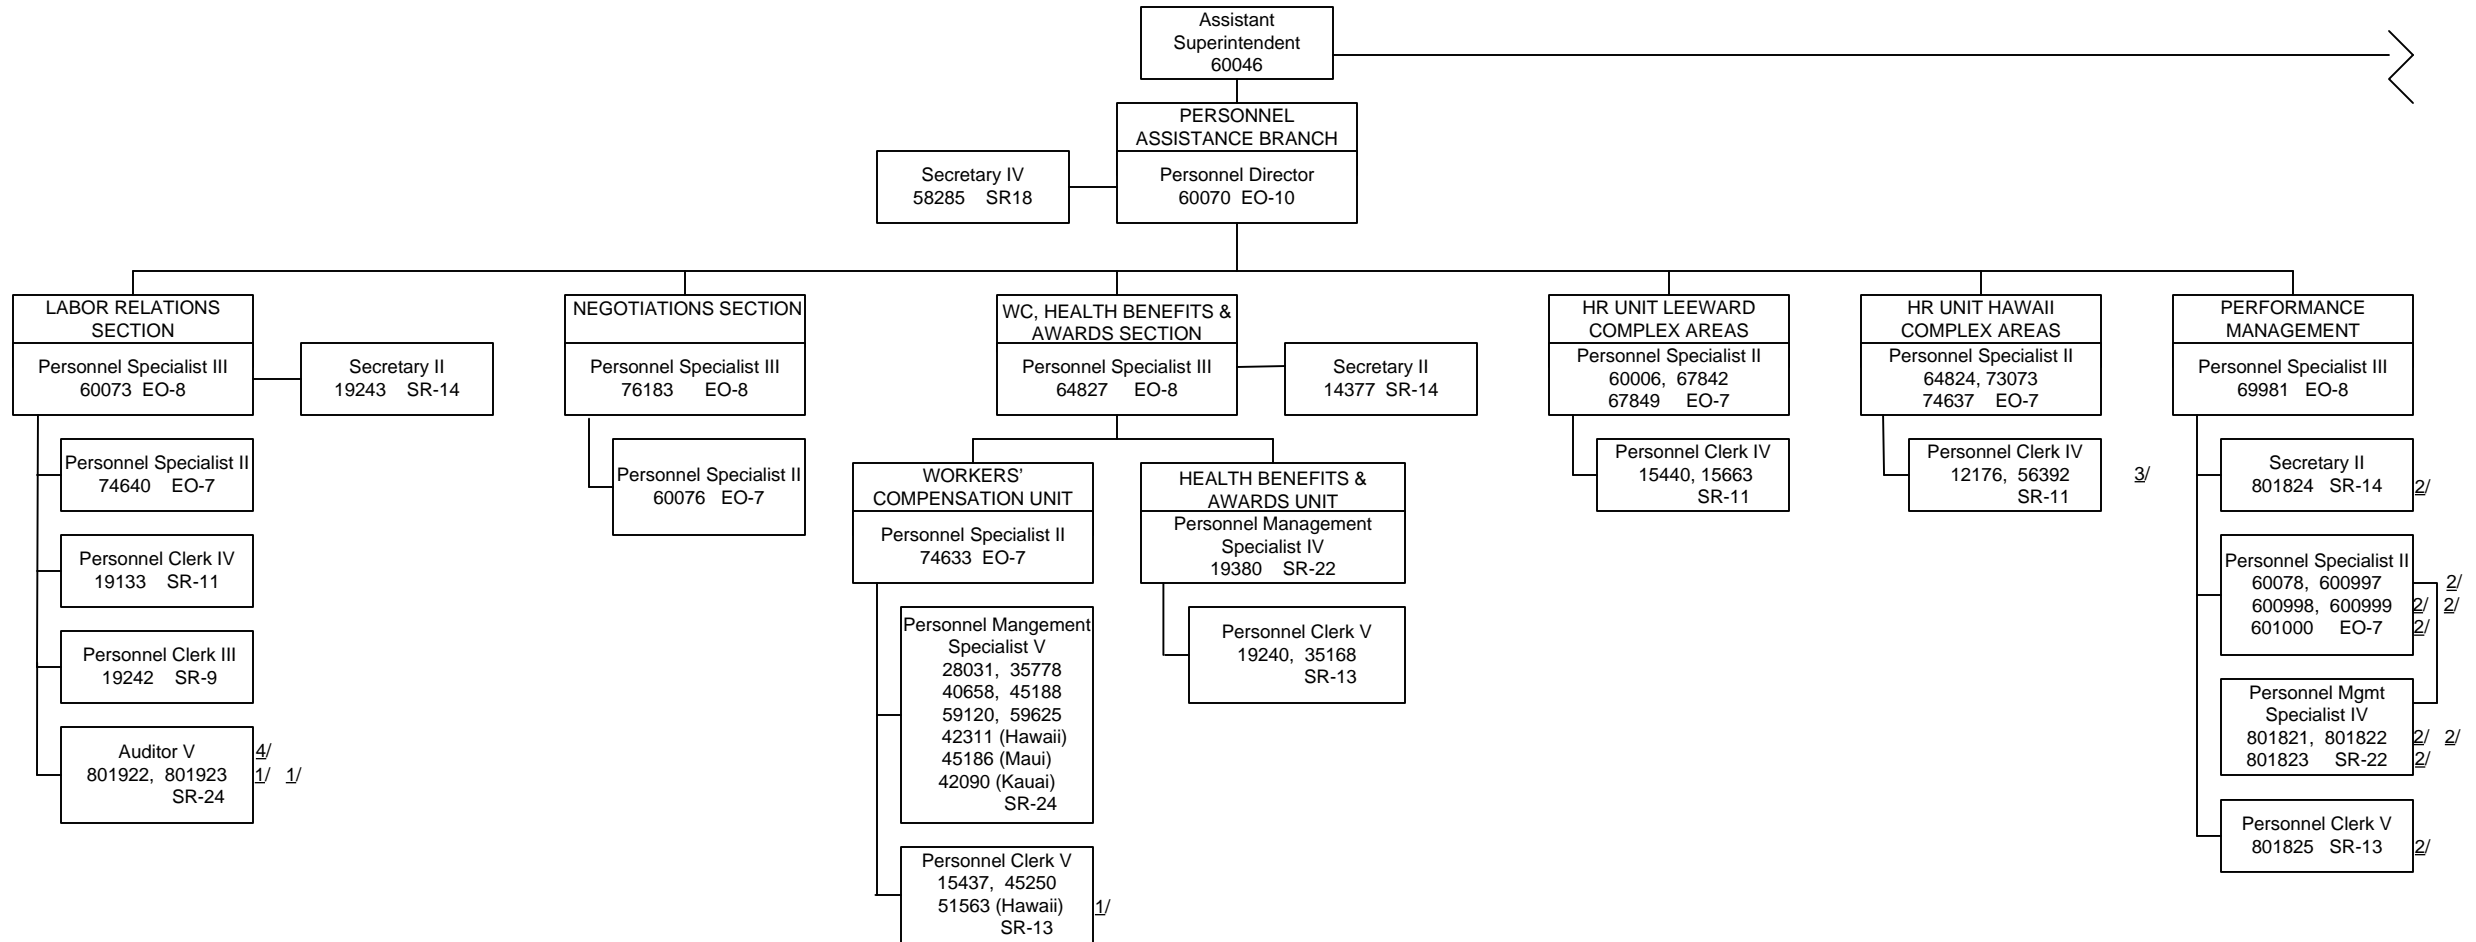 Assistant
Superintendent
60046
PERSONNEL
ASSISTANCE BRANCH
Personnel Director
60070 EO-10
Secretary IV
58285 SR18
LABOR RELATIONS
SECTION
Personnel Specialist III
60073 EO-8
Secretary II
19243 SR-14
Personnel Specialist II
74640 EO-7
Personnel Clerk IV
19133 SR-11
Personnel Clerk III
19242 SR-9
Auditor V 4/
801922, 801923 1/ 1/
SR-24
NEGOTIATIONS SECTION
Personnel Specialist III
76183 EO-8
Personnel Specialist II
60076 EO-7
WC, HEALTH BENEFITS &
AWARDS SECTION
Personnel Specialist III
64827 EO-8
Secretary II
14377 SR-14
WORKERS'
COMPENSATION UNIT
Personnel Specialist II
74633 EO-7
Personnel Mangement
Specialist V
28031, 35778
40658, 45188
59120, 59625
42311 (Hawaii)
45186 (Maui)
42090 (Kauai)
SR-24
Personnel Clerk V
15437, 45250
51563 (Hawaii) 1/
SR-13
HEALTH BENEFITS &
AWARDS UNIT
Personnel Management
Specialist IV
19380 SR-22
Personnel Clerk V
19240, 35168
SR-13
HR UNIT LEEWARD
COMPLEX AREAS
Personnel Specialist II
60006, 67842
67849 EO-7
Personnel Clerk IV
15440, 15663
SR-11
HR UNIT HAWAII
COMPLEX AREAS
Personnel Specialist II
64824, 73073
74637 EO-7
Personnel Clerk IV
12176, 56392 3/
SR-11
PERFORMANCE
MANAGEMENT
Personnel Specialist III
69981 EO-8
Secretary II
801824 SR-14 2/
Personnel Specialist II
60078, 600997 2/
600998, 600999 2/ 2/
601000 EO-7 2/
Personnel Mgmt
Specialist IV
801821, 801822 2/ 2/
801823 SR-22 2/
Personnel Clerk V
801825 SR-13 2/